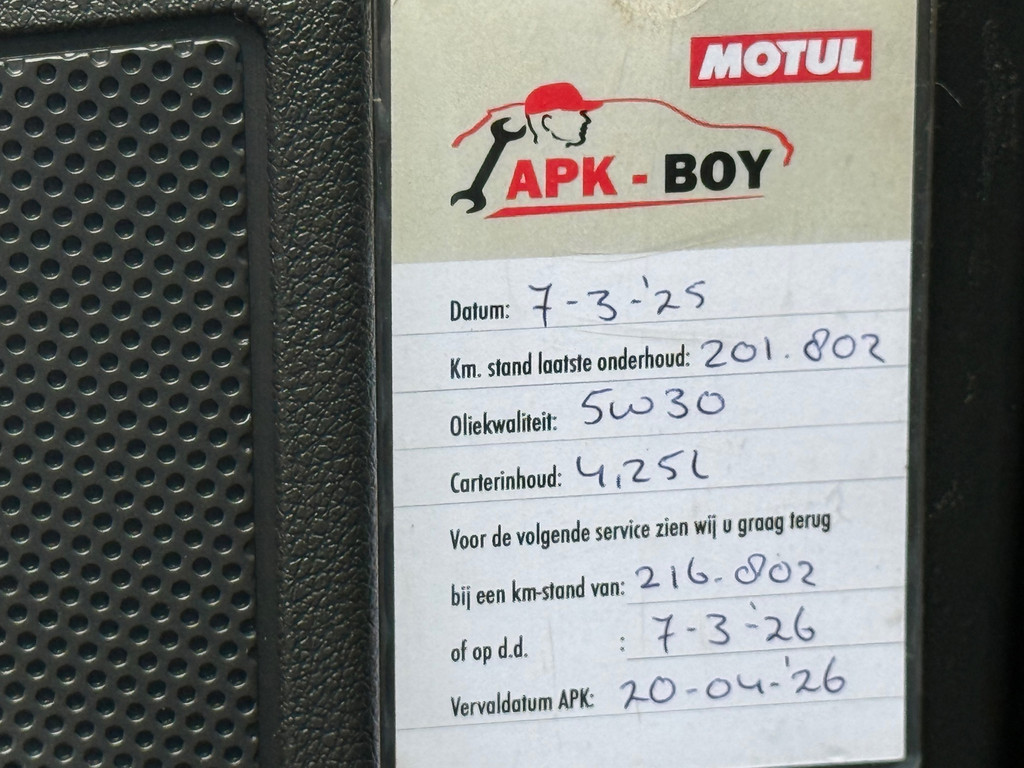 MOTUL
APK - BOY
Datum: 7-3-'25
Km. stand laatste onderhoud: 201.802
Oliekwaliteit: 5W30
Carterinhoud: 4,25L
Voor de volgende service zien wij u graag terug
bij een km-stand van: 216.802
of op d.d. : 7-3-'26
Vervaldatum APK: 20-04-'26